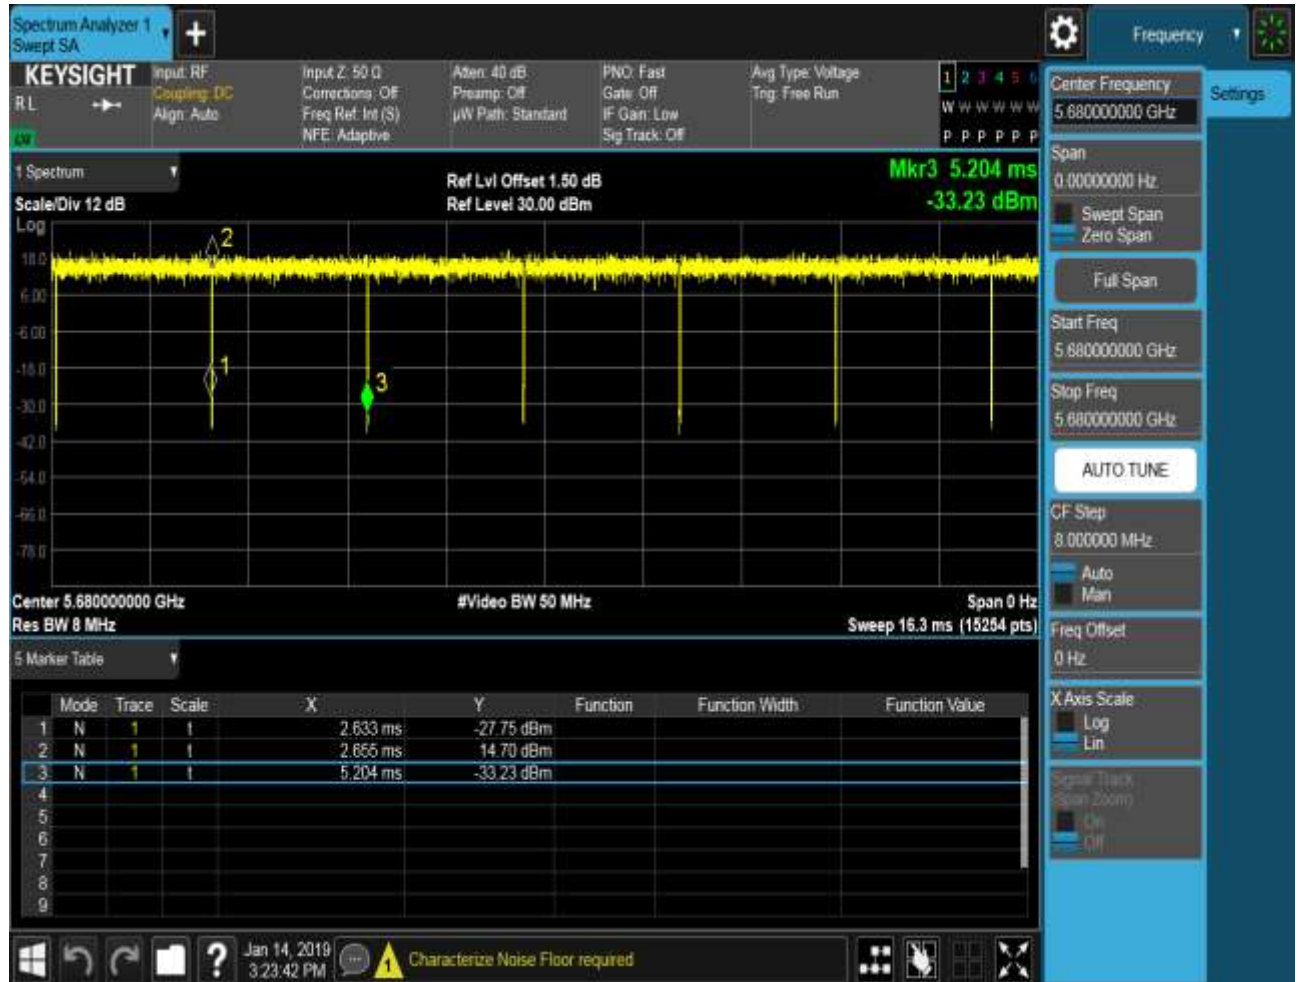 Spectrum Analyzer 1
Swept SA
+
Frequency
KEYSIGHT
RL
Input: RF
Coupling: DC
Align: Auto
Input Z: 50 Ω
Corrections: Off
Freq Ref: Int (S)
NFE: Adaptive
Atten: 40 dB
Preamp: Off
µW Path: Standard
PNO: Fast
Gate: Off
IF Gain: Low
Sig Track: Off
Avg Type: Voltage
Trig: Free Run
1 2 3 4 5 6
W W W W W W
P P P P P P
Center Frequency
5.680000000 GHz
Settings
Span
0.00000000 Hz
Swept Span
Zero Span
Full Span
Start Freq
5.680000000 GHz
Stop Freq
5.680000000 GHz
AUTO TUNE
CF Step
8.000000 MHz
Auto
Man
Freq Offset
0 Hz
X Axis Scale
Log
Lin
Signal Track
(Span Zoom)
On
Off
1 Spectrum
Scale/Div 12 dB
Ref Lvl Offset 1.50 dB
Ref Level 30.00 dBm
Mkr3 5.204 ms
-33.23 dBm
Log
18.0
6.00
-6.00
-18.0
-30.0
-42.0
-54.0
-66.0
-78.0
2
1
3
Center 5.680000000 GHz
#Video BW 50 MHz
Span 0 Hz
Res BW 8 MHz
Sweep 16.3 ms (15254 pts)
5 Marker Table
Mode Trace Scale X Y Function Function Width Function Value
1 N 1 t 2.633 ms -27.75 dBm
2 N 1 t 2.655 ms 14.70 dBm
3 N 1 t 5.204 ms -33.23 dBm
4
5
6
7
8
9
?
Jan 14, 2019
3:23:42 PM
1
Characterize Noise Floor required